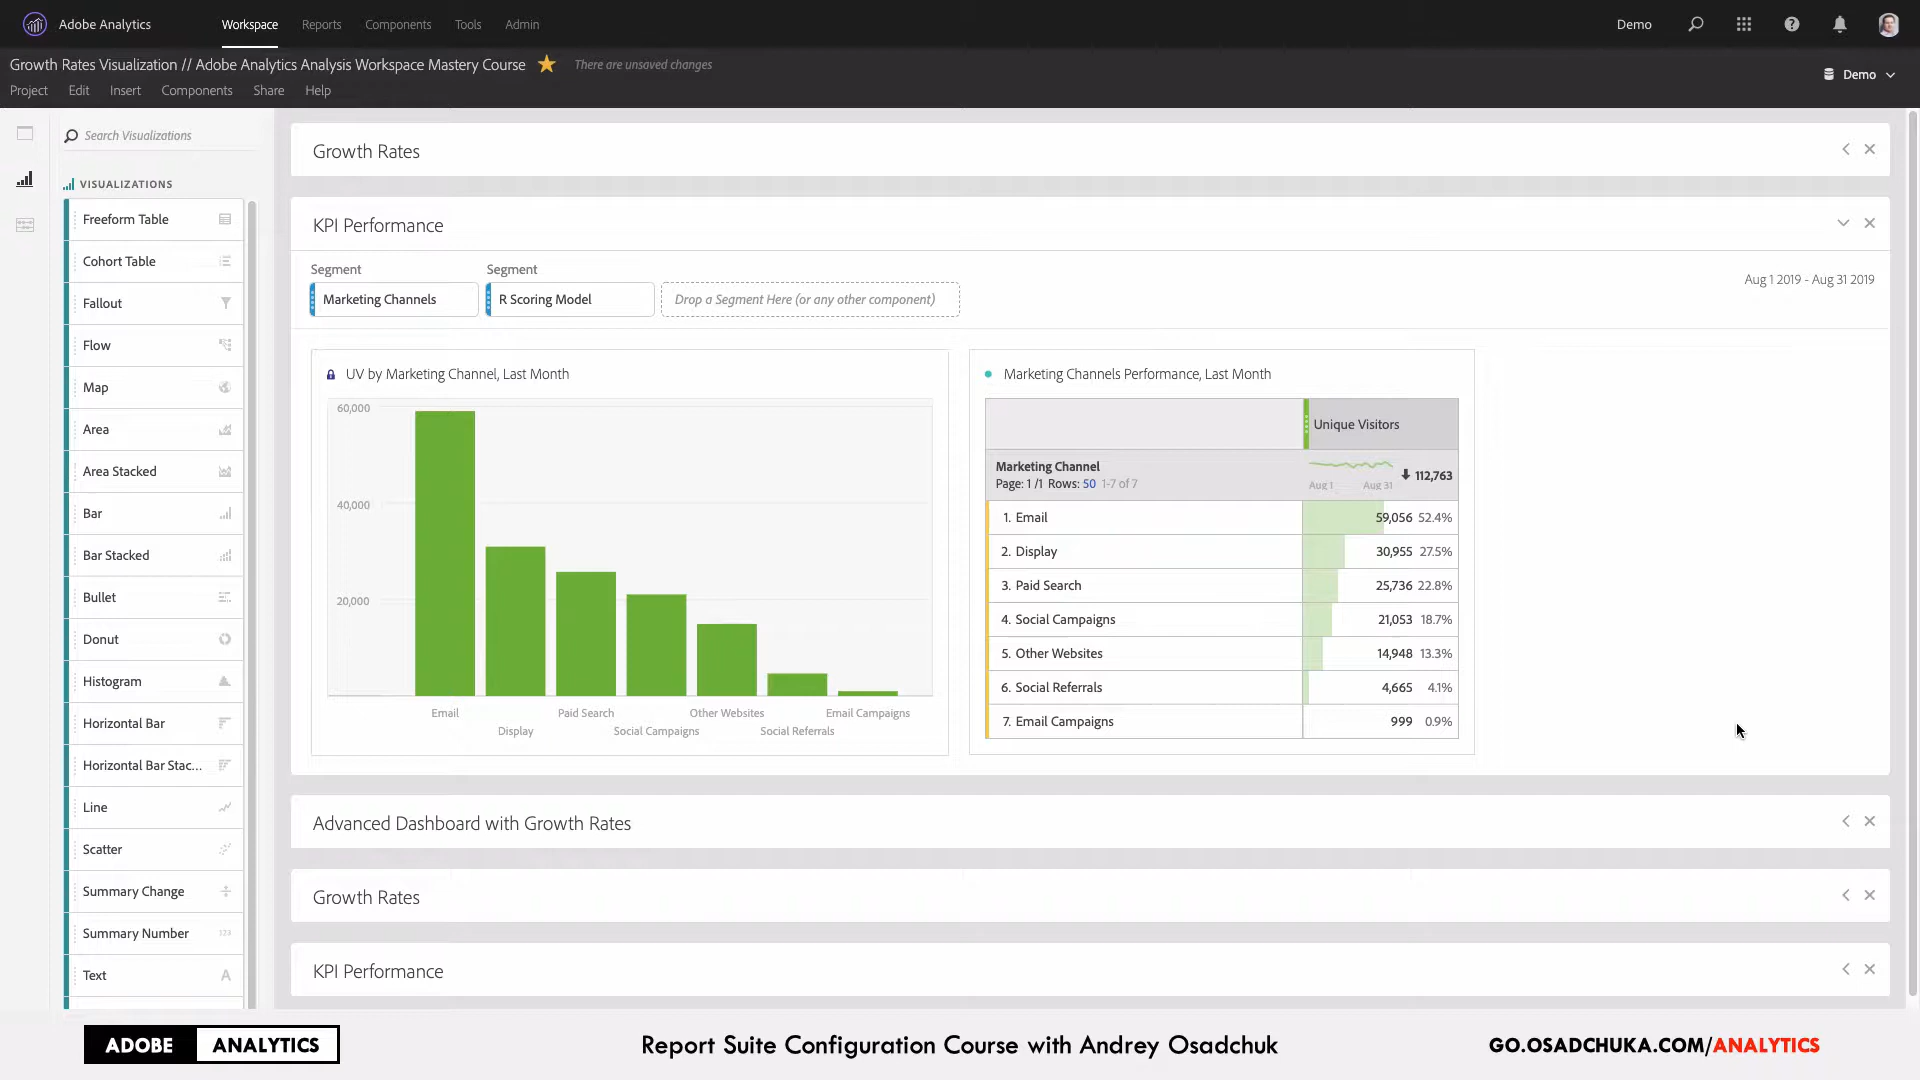 Adobe Analytics
Workspace
Reports
Components
Tools
Admin
Demo
Growth Rates Visualization // Adobe Analytics Analysis Workspace Mastery Course
There are unsaved changes
Demo
Project
Edit
Insert
Components
Share
Help
Search Visualizations
VISUALIZATIONS
Freeform Table
Cohort Table
Fallout
Flow
Map
Area
Area Stacked
Bar
Bar Stacked
Bullet
Donut
Histogram
Horizontal Bar
Horizontal Bar Stac...
Line
Scatter
Summary Change
Summary Number
123
Text
A
Growth Rates
KPI Performance
Segment
Marketing Channels
Segment
R Scoring Model
Drop a Segment Here (or any other component)
Aug 1 2019 - Aug 31 2019
UV by Marketing Channel, Last Month
60,000
40,000
20,000
Email
Display
Paid Search
Social Campaigns
Other Websites
Social Referrals
Email Campaigns
Marketing Channels Performance, Last Month
Unique Visitors
Marketing Channel
Page: 1 /1 Rows: 50 1-7 of 7
Aug 1
Aug 31
112,763
1. Email 59,056 52.4%
2. Display 30,955 27.5%
3. Paid Search 25,736 22.8%
4. Social Campaigns 21,053 18.7%
5. Other Websites 14,948 13.3%
6. Social Referrals 4,665 4.1%
7. Email Campaigns 999 0.9%
Advanced Dashboard with Growth Rates
Growth Rates
KPI Performance
ADOBE ANALYTICS
Report Suite Configuration Course with Andrey Osadchuk
GO.OSADCHUKA.COM/ANALYTICS